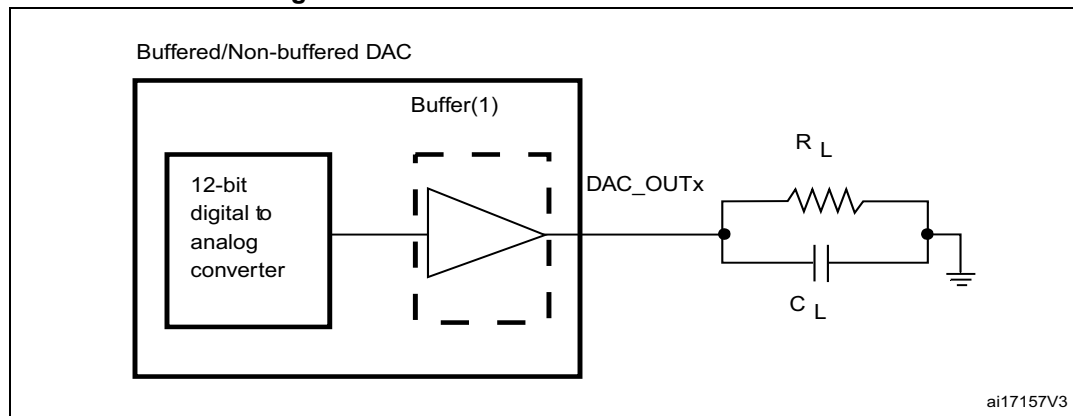 Buffered/Non-buffered DAC
Buffer(1)
12-bit
digital to
analog
converter
DAC_OUTx
R L
C L
ai17157V3